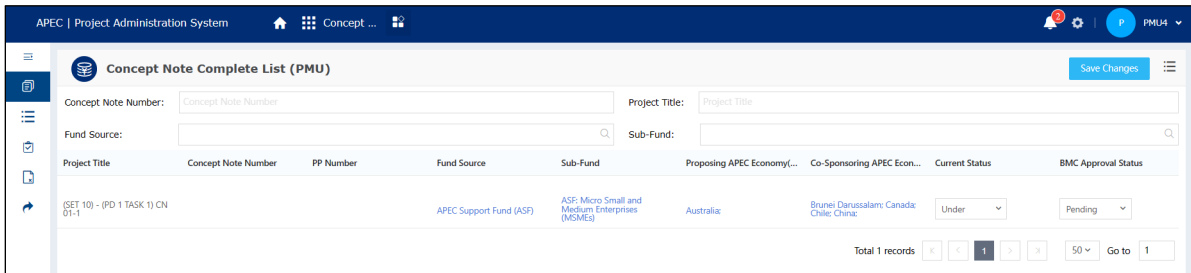 APEC | Project Administration System
Concept ...
2
P
PMU4
Concept Note Complete List (PMU)
Save Changes
Concept Note Number:
Concept Note Number
Project Title:
Project Title
Fund Source:
Sub-Fund:
Project Title
Concept Note Number
PP Number
Fund Source
Sub-Fund
Proposing APEC Economy(...
Co-Sponsoring APEC Econ...
Current Status
BMC Approval Status
(SET 10) - (PD 1 TASK 1) CN
01-1
APEC Support Fund (ASF)
ASF: Micro Small and
Medium Enterprises
(MSMEs)
Australia;
Brunei Darussalam; Canada;
Chile; China;
Under
Pending
Total 1 records
1
50
Go to
1